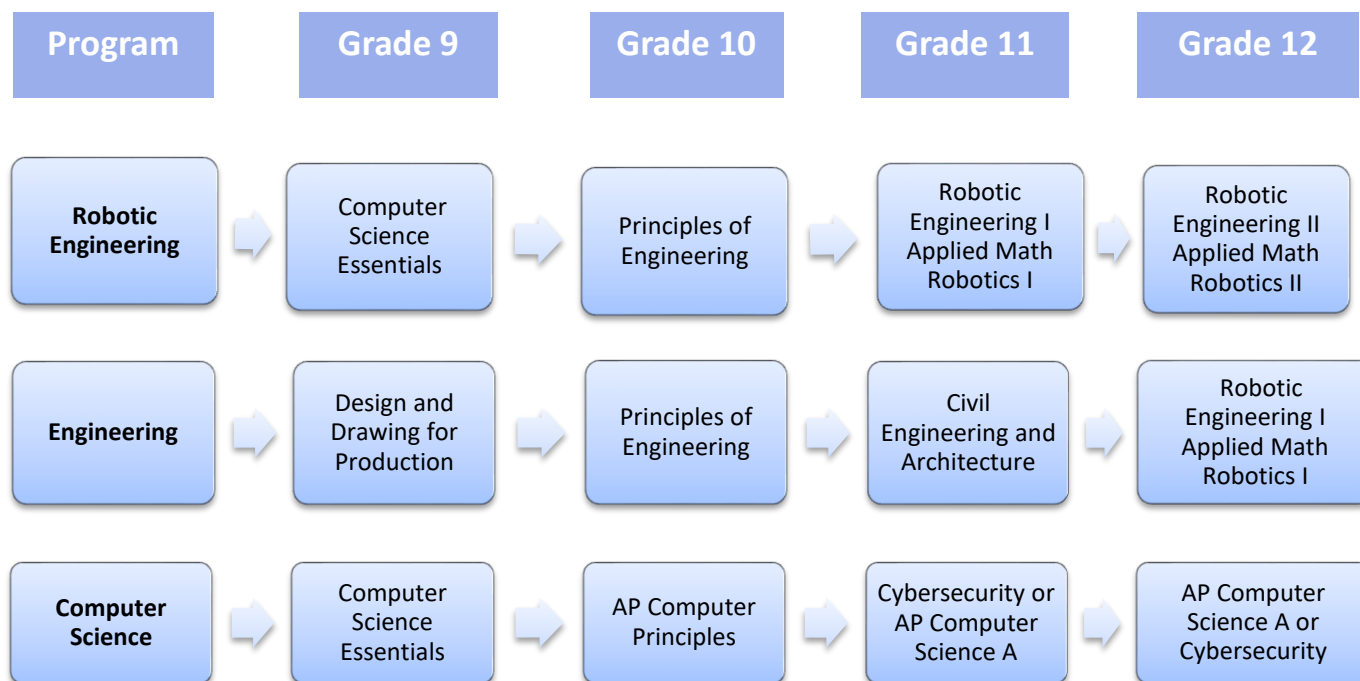 Program
Grade 9
Grade 10
Grade 11
Grade 12
Robotic
Engineering
Computer
Science
Essentials
Principles of
Engineering
Robotic
Engineering I
Applied Math
Robotics I
Robotic
Engineering II
Applied Math
Robotics II
Engineering
Design and
Drawing for
Production
Principles of
Engineering
Civil
Engineering and
Architecture
Robotic
Engineering I
Applied Math
Robotics I
Computer
Science
Computer
Science
Essentials
AP Computer
Principles
Cybersecurity or
AP Computer
Science A
AP Computer
Science A or
Cybersecurity